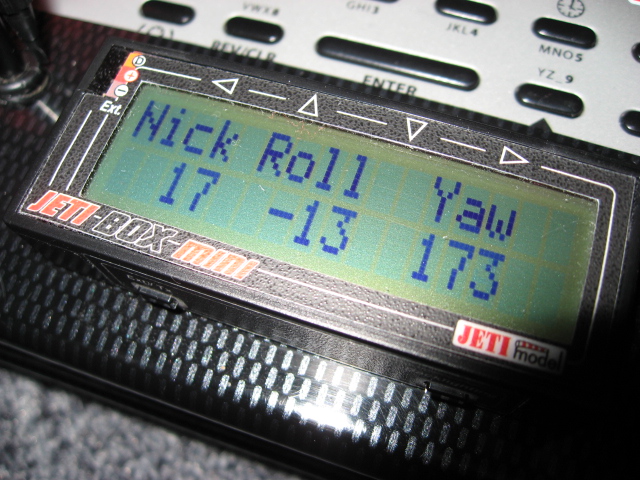 VWX8
GHI3
JKL4
MNO5
REV/CLR
ENTER
YZ_9
Ext.
Nick Roll Yaw
17 -13 173
JETI-BOX-MINI
JETI model